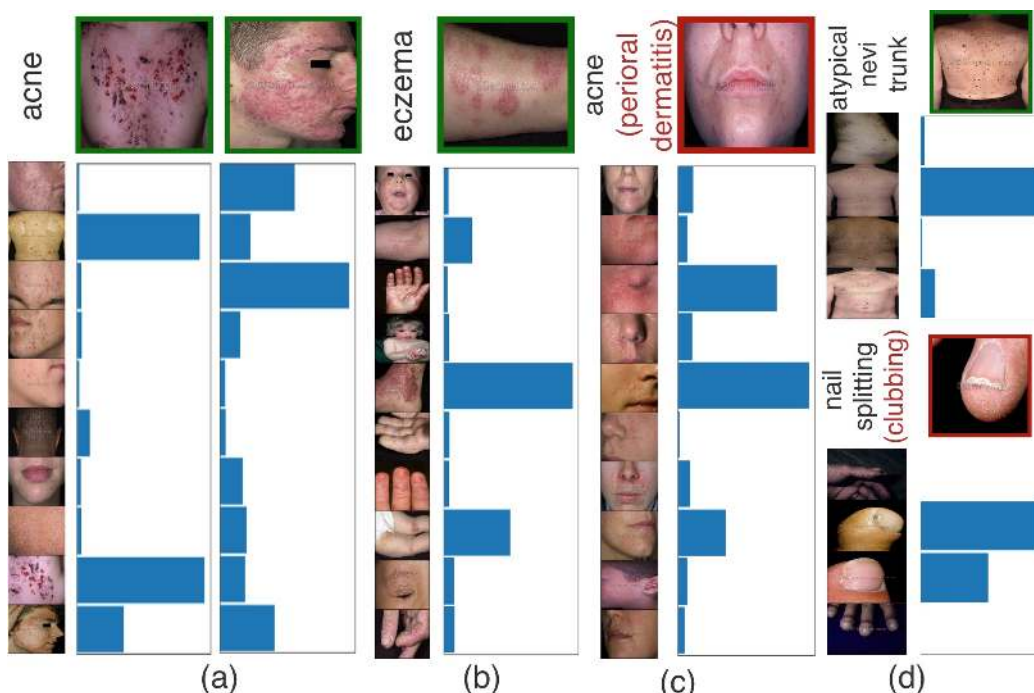 acne
eczema
acne
(perioral
dermatitis)
atypical
nevi
trunk
nail
splitting
(clubbing)
(a)
(b)
(c)
(d)